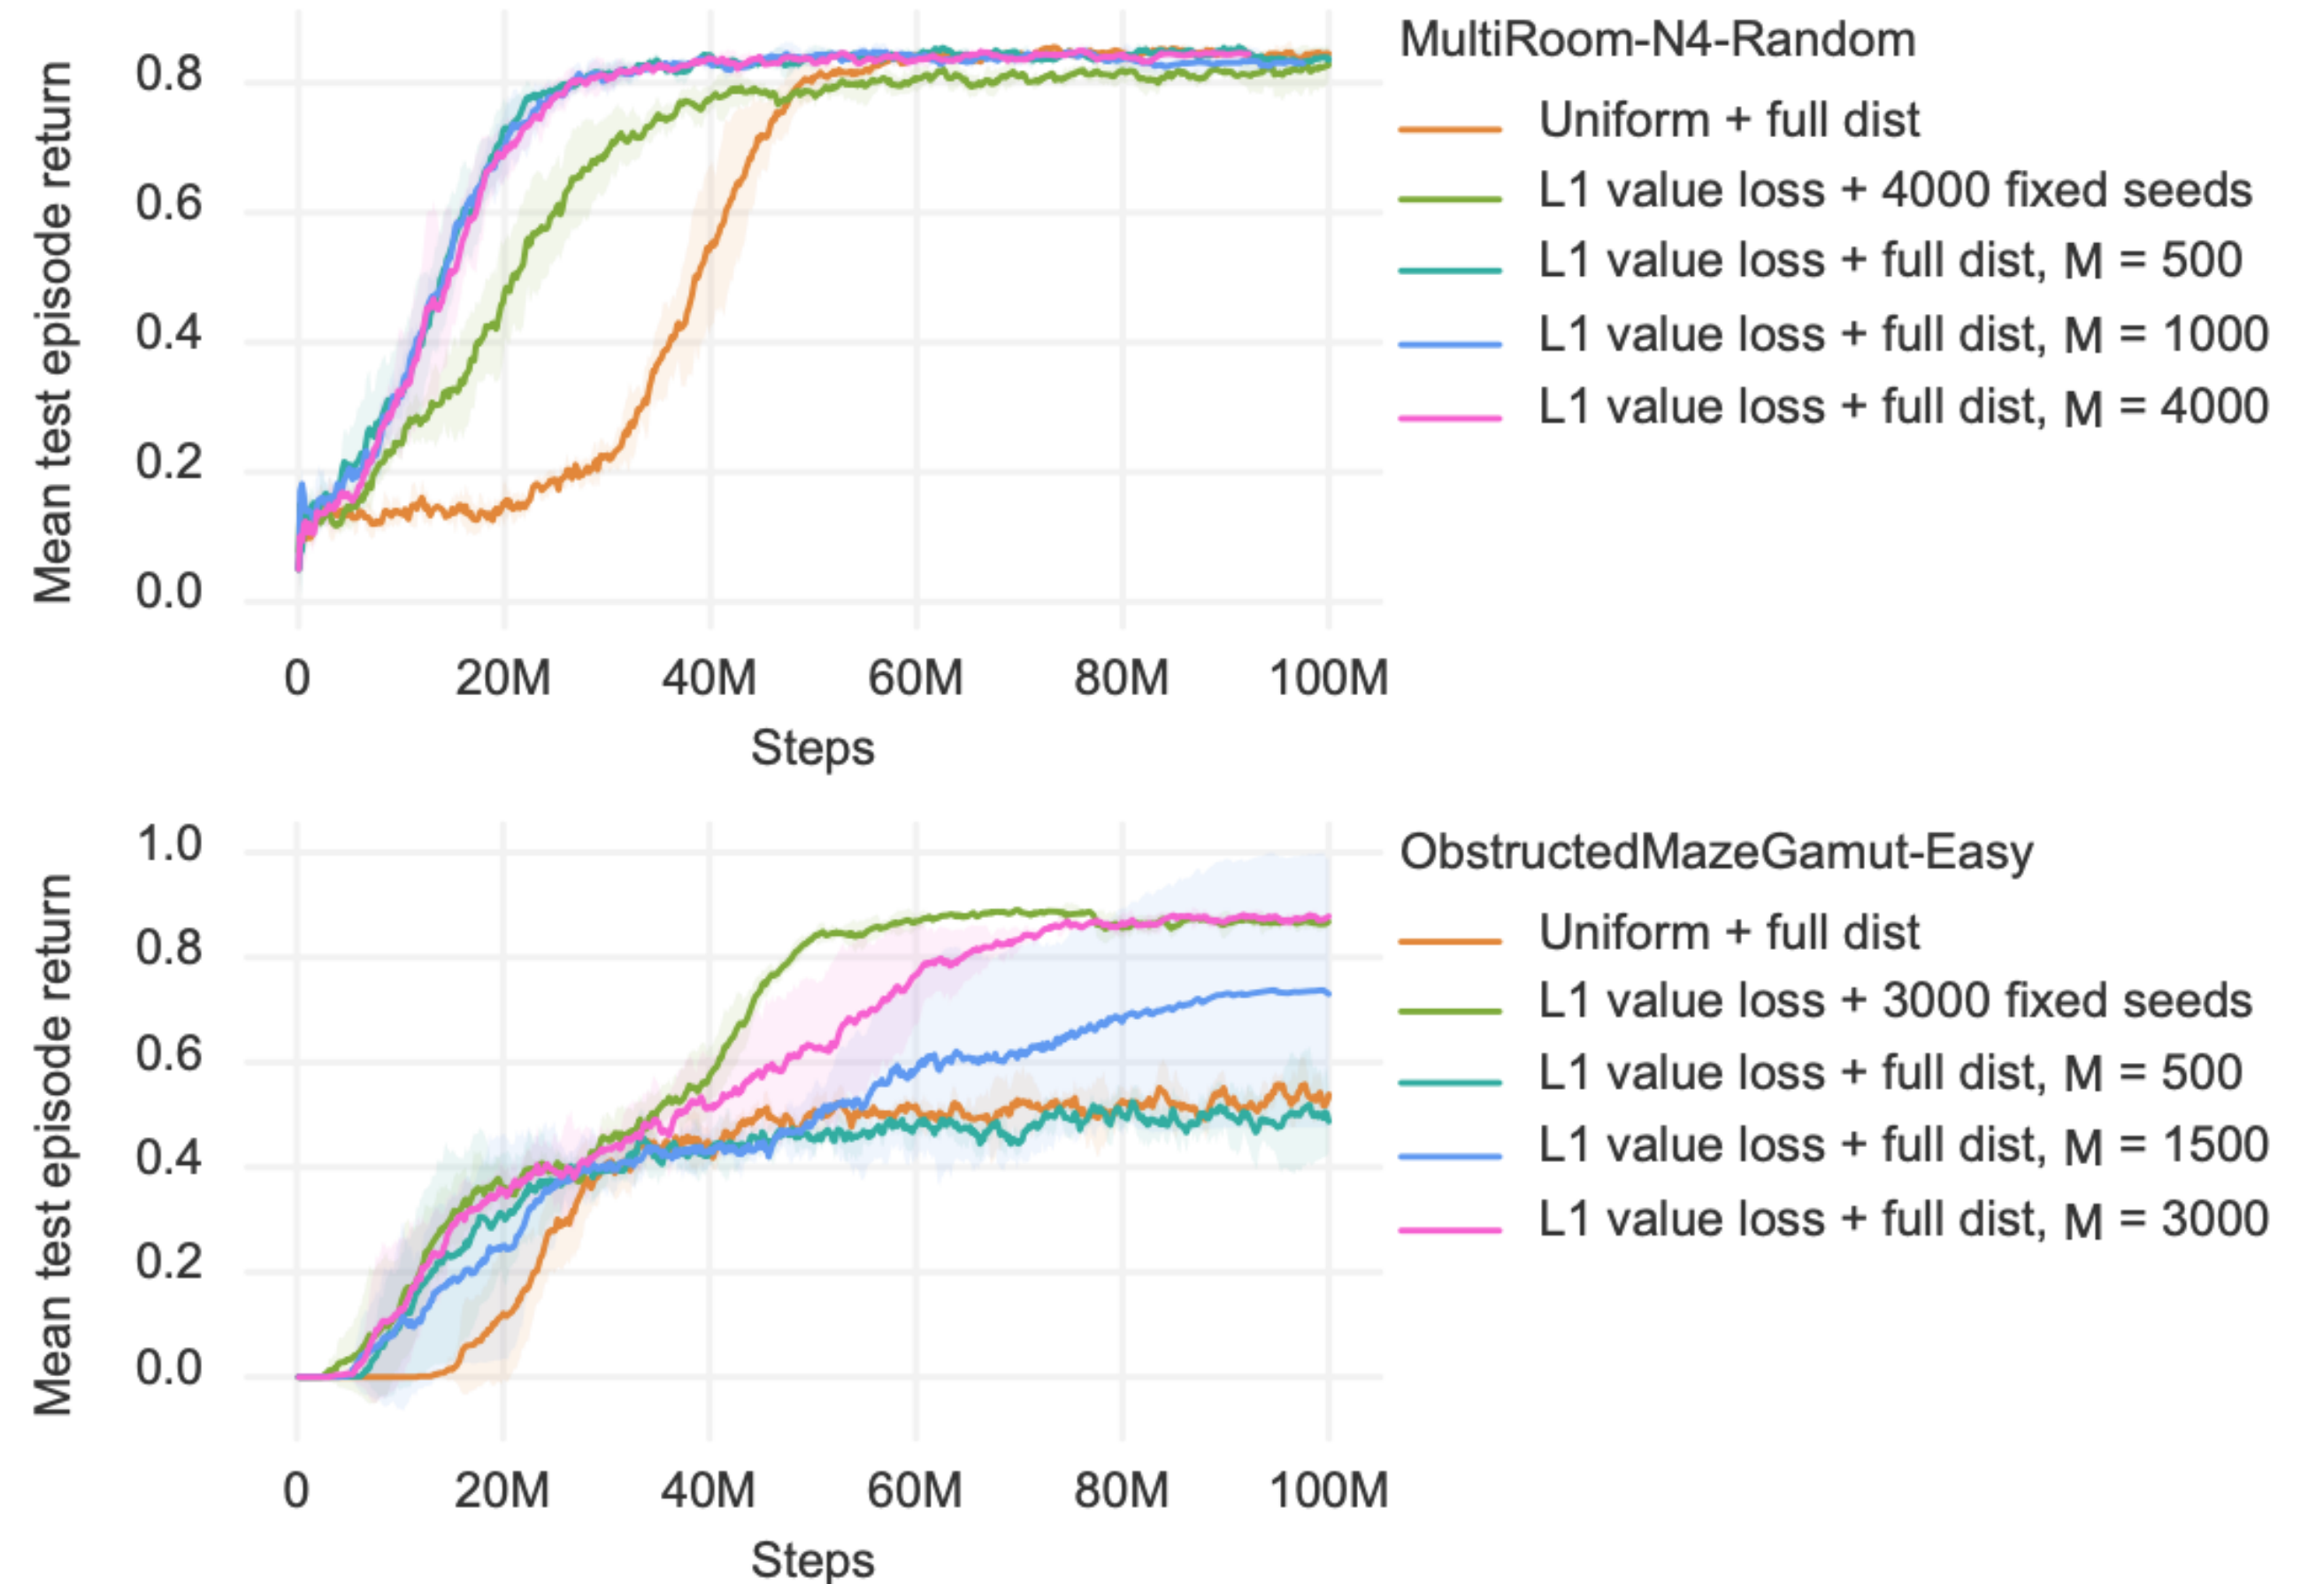 MultiRoom-N4-Random
Mean test episode return
0.8
0.6
0.4
0.2
0.0
0 20M 40M 60M 80M 100M
Steps
Uniform + full dist
L1 value loss + 4000 fixed seeds
L1 value loss + full dist, M = 500
L1 value loss + full dist, M = 1000
L1 value loss + full dist, M = 4000
ObstructedMazeGamut-Easy
Mean test episode return
1.0
0.8
0.6
0.4
0.2
0.0
0 20M 40M 60M 80M 100M
Steps
Uniform + full dist
L1 value loss + 3000 fixed seeds
L1 value loss + full dist, M = 500
L1 value loss + full dist, M = 1500
L1 value loss + full dist, M = 3000